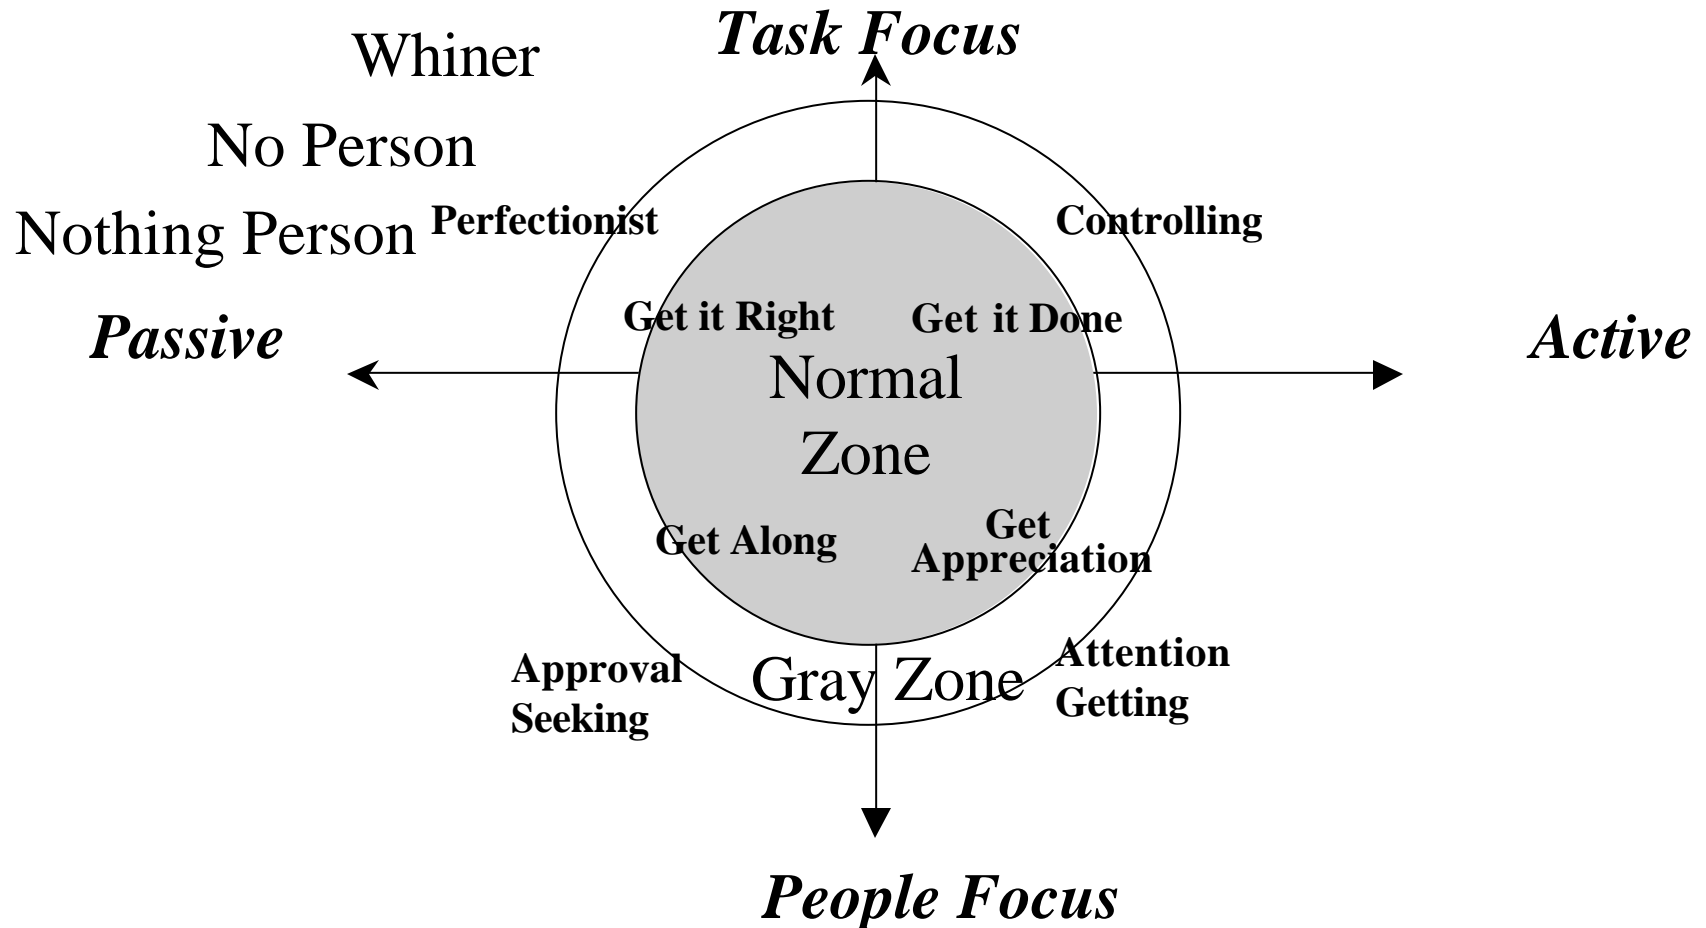 Task Focus
Whiner
No Person
Nothing Person
Perfectionist
Controlling
Get it Right
Get it Done
Passive
Active
Normal
Zone
Get Along
Get
Appreciation
Approval
Seeking
Gray Zone
Attention
Getting
People Focus